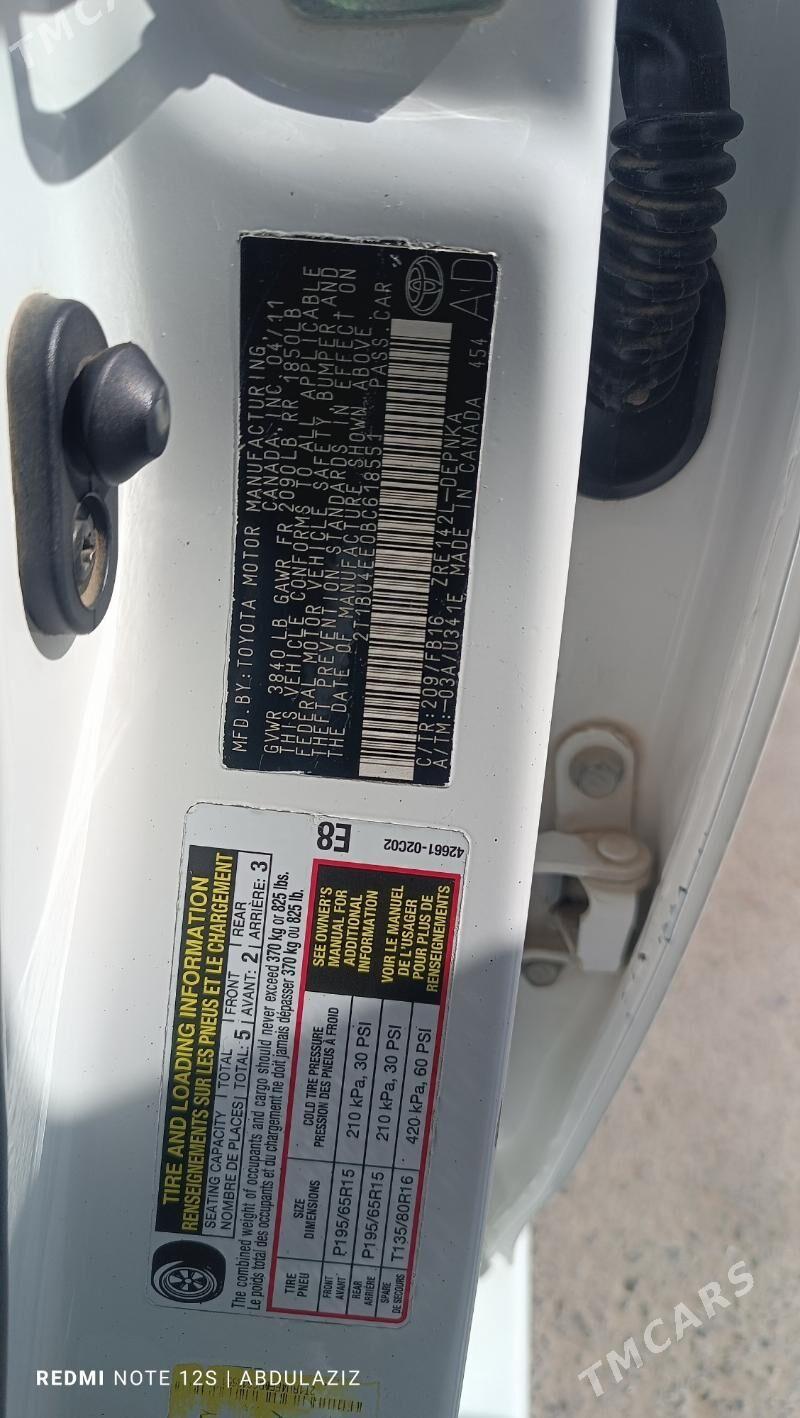 TMCARS
MFD. BY: TOYOTA MOTOR MANUFACTURING
CANADA, INC. 04/11
GVWR 3840 LB GAWR FR 2090LB RR 1850LB
THIS VEHICLE CONFORMS TO ALL APPLICABLE
FEDERAL MOTOR VEHICLE SAFETY, BUMPER AND
THEFT PREVENTION STANDARDS IN EFFECT ON
THE DATE OF MANUFACTURE SHOWN ABOVE.
2T1BU4EE0BC618551 PASS CAR
C/TR: 209/FB16 ZRE142L-DEPNKA
A/TM: -03A/U341E MADE IN CANADA 454
AD
TIRE AND LOADING INFORMATION
RENSEIGNEMENTS SUR LES PNEUS ET LE CHARGEMENT
SEATING CAPACITY | TOTAL | FRONT | REAR
NOMBRE DE PLACES | TOTAL: 5 | AVANT: 2 | ARRIÈRE: 3
The combined weight of occupants and cargo should never exceed 370 kg or 825 lbs.
Le poids total des occupants et du chargement ne doit jamais dépasser 370 kg ou 825 lb.
E8
42661-02C02
TIRE
PNEU
SIZE
DIMENSIONS
COLD TIRE PRESSURE
PRESSION DES PNEUS À FROID
FRONT
AVANT
P195/65R15
210 kPa, 30 PSI
REAR
ARRIÈRE
P195/65R15
210 kPa, 30 PSI
SPARE
DE SECOURS
T135/80R16
420 kPa, 60 PSI
SEE OWNER'S
MANUAL FOR
ADDITIONAL
INFORMATION
VOIR LE MANUEL
DE L'USAGER
POUR PLUS DE
RENSEIGNEMENTS
REDMI NOTE 12S | ABDULAZIZ
TMCARS